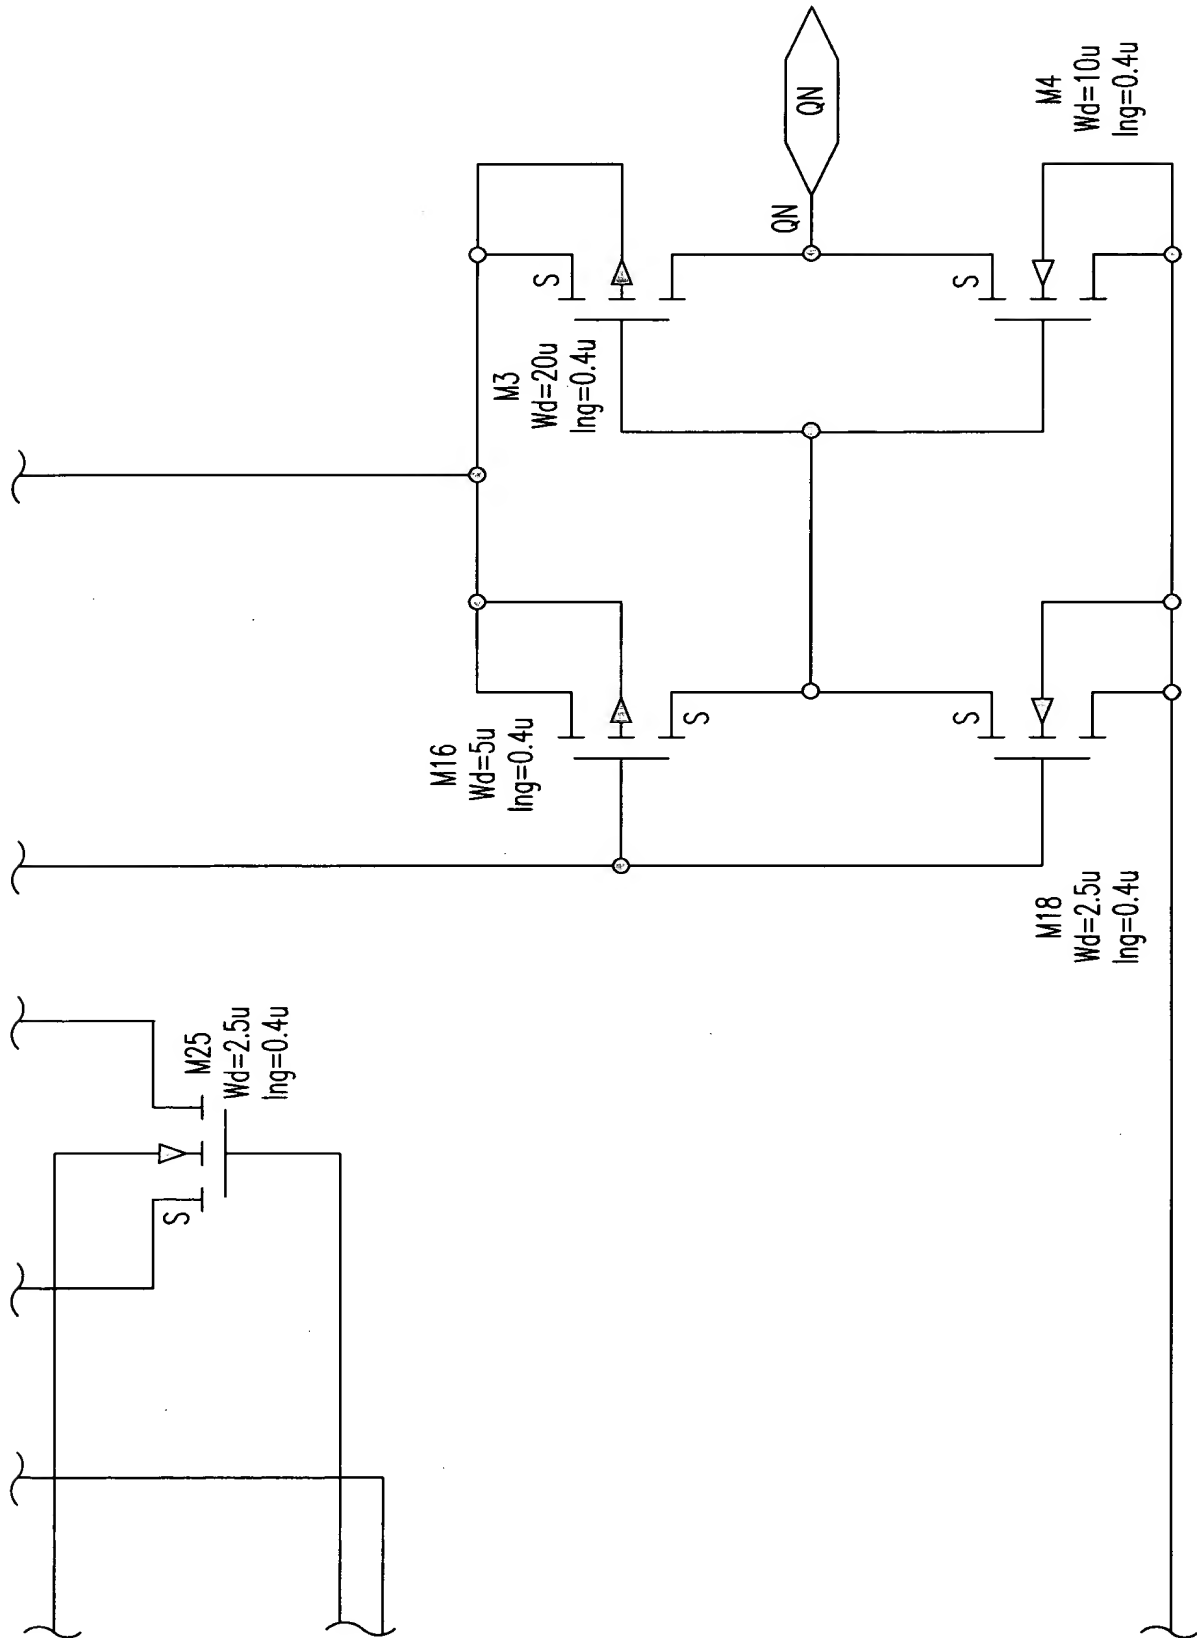 M25
Wd=2.5u
lng=0.4u
S
M16
Wd=5u
lng=0.4u
S
M18
Wd=2.5u
lng=0.4u
S
M3
Wd=20u
lng=0.4u
S
M4
Wd=10u
lng=0.4u
S
QN
QN